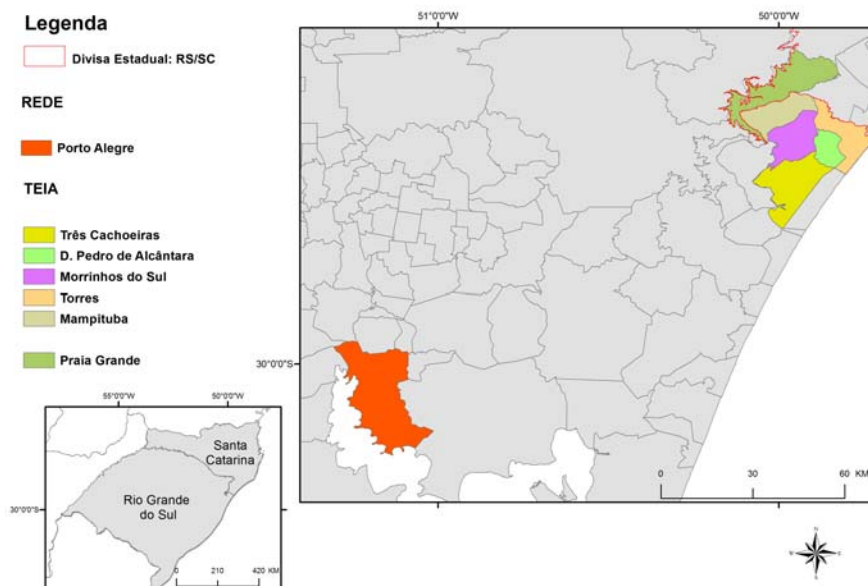 Legenda
Divisa Estadual: RS/SC
REDE
Porto Alegre
TEIA
Três Cachoeiras
D. Pedro de Alcântara
Morrinhos do Sul
Torres
Mampituba
Praia Grande
51°0'0"W
50°0'0"W
30°0'0"S
0
30
60 KM
55°0'0"W
50°0'0"W
Santa
Catarina
Rio Grande
do Sul
30°0'0"S
0
210
420 KM